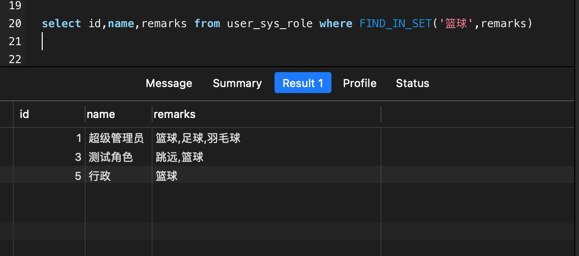 19
20 select id,name,remarks from user_sys_role where FIND_IN_SET('篮球',remarks)
21
22
Message Summary Result 1 Profile Status
id name remarks
1 超级管理员 篮球,足球,羽毛球
3 测试角色 跳远,篮球
5 行政 篮球